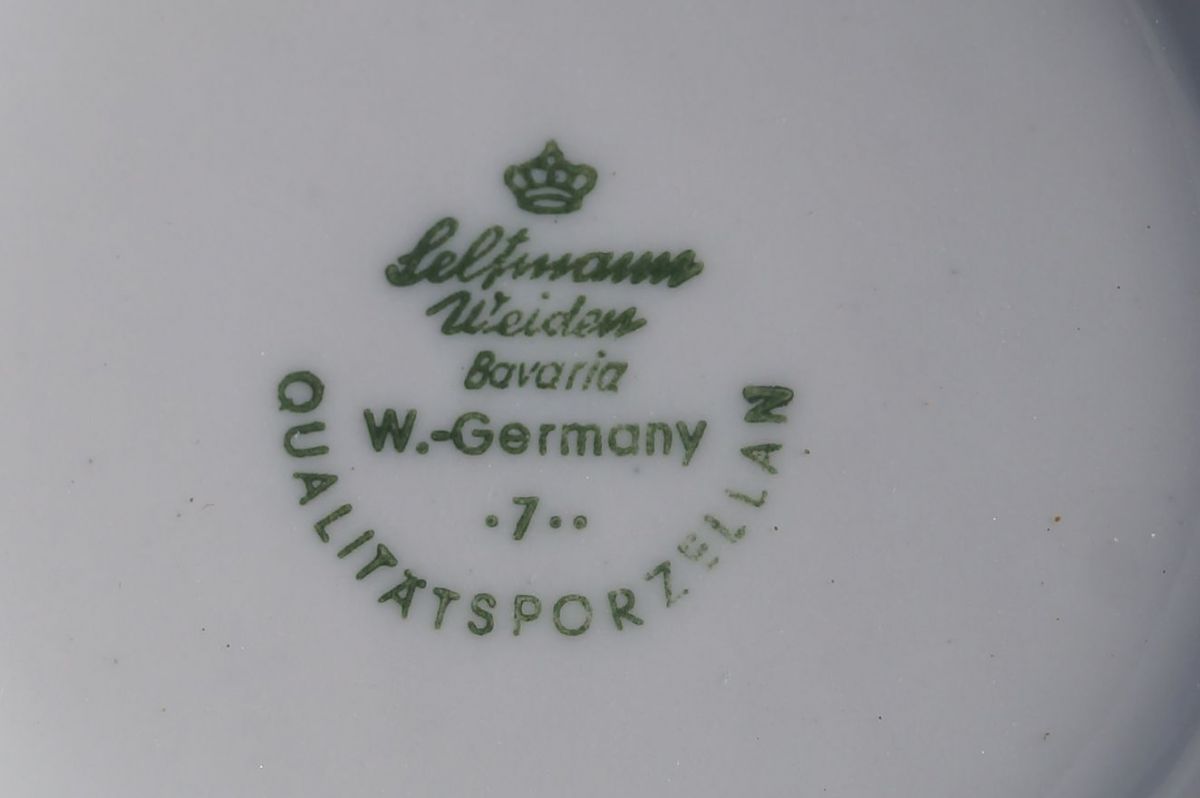 Seltmann
Weiden
Bavaria
W.-Germany
·7··
QUALITÄTSPORZELLAN